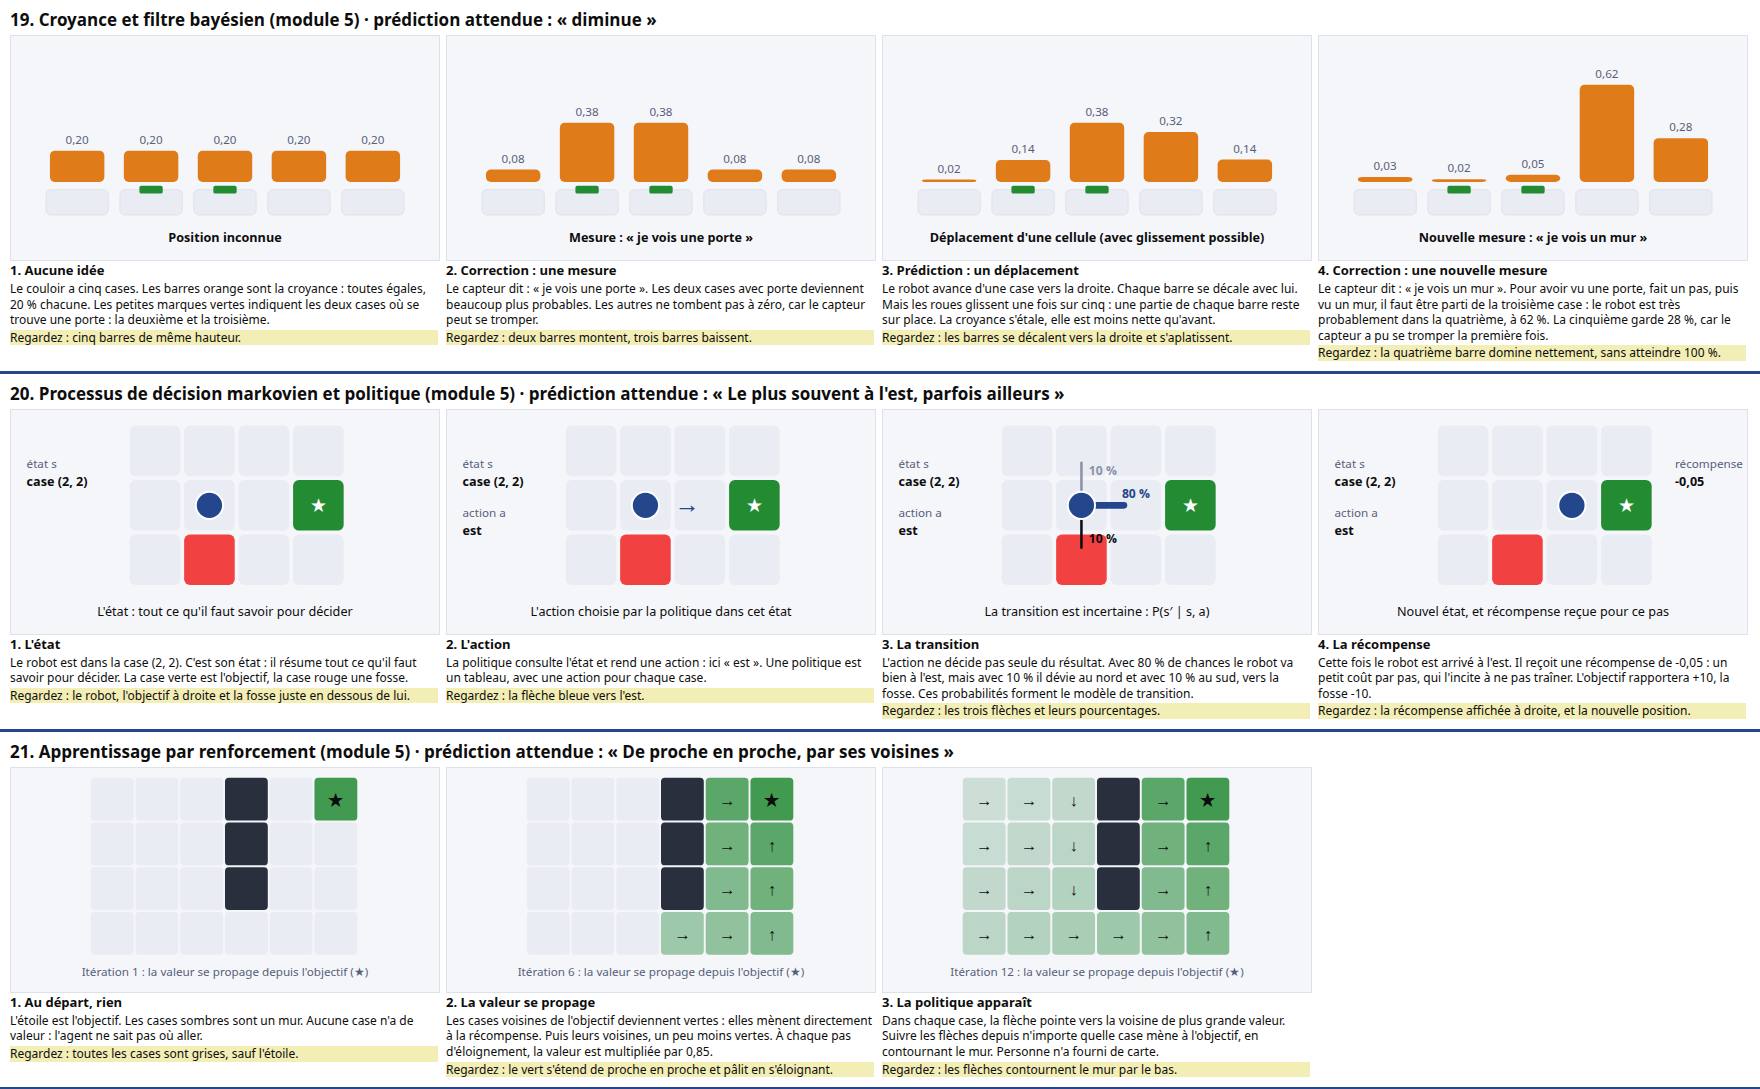 19. Croyance et filtre bayésien (module 5) · prédiction attendue : « diminue »
0,20 0,20 0,20 0,20 0,20
Position inconnue
1. Aucune idée
Le couloir a cinq cases. Les barres orange sont la croyance : toutes égales,
20 % chacune. Les petites marques vertes indiquent les deux cases où se
trouve une porte : la deuxième et la troisième.
Regardez : cinq barres de même hauteur.
0,08 0,38 0,38 0,08 0,08
Mesure : « je vois une porte »
2. Correction : une mesure
Le capteur dit : « je vois une porte ». Les deux cases avec porte deviennent
beaucoup plus probables. Les autres ne tombent pas à zéro, car le capteur
peut se tromper.
Regardez : deux barres montent, trois barres baissent.
0,02 0,14 0,38 0,32 0,14
Déplacement d'une cellule (avec glissement possible)
3. Prédiction : un déplacement
Le robot avance d'une case vers la droite. Chaque barre se décale avec lui.
Mais les roues glissent une fois sur cinq : une partie de chaque barre reste
sur place. La croyance s'étale, elle est moins nette qu'avant.
Regardez : les barres se décalent vers la droite et s'aplatissent.
0,03 0,02 0,05 0,62 0,28
Nouvelle mesure : « je vois un mur »
4. Correction : une nouvelle mesure
Le capteur dit : « je vois un mur ». Pour avoir vu une porte, fait un pas, puis
vu un mur, il faut être parti de la troisième case : le robot est très
probablement dans la quatrième, à 62 %. La cinquième garde 28 %, car le
capteur a pu se tromper la première fois.
Regardez : la quatrième barre domine nettement, sans atteindre 100 %.
20. Processus de décision markovien et politique (module 5) · prédiction attendue : « Le plus souvent à l'est, parfois ailleurs »
état s
case (2, 2)
★
L'état : tout ce qu'il faut savoir pour décider
1. L'état
Le robot est dans la case (2, 2). C'est son état : il résume tout ce qu'il faut
savoir pour décider. La case verte est l'objectif, la case rouge une fosse.
Regardez : le robot, l'objectif à droite et la fosse juste en dessous de lui.
état s
case (2, 2)
action a
est
→ ★
L'action choisie par la politique dans cet état
2. L'action
La politique consulte l'état et rend une action : ici « est ». Une politique est
un tableau, avec une action pour chaque case.
Regardez : la flèche bleue vers l'est.
état s
case (2, 2)
action a
est
10 %
80 %
★
10 %
La transition est incertaine : P(s′ | s, a)
3. La transition
L'action ne décide pas seule du résultat. Avec 80 % de chances le robot va
bien à l'est, mais avec 10 % il dévie au nord et avec 10 % au sud, vers la
fosse. Ces probabilités forment le modèle de transition.
Regardez : les trois flèches et leurs pourcentages.
état s
case (2, 2)
action a
est
★
récompense
-0,05
Nouvel état, et récompense reçue pour ce pas
4. La récompense
Cette fois le robot est arrivé à l'est. Il reçoit une récompense de -0,05 : un
petit coût par pas, qui l'incite à ne pas traîner. L'objectif rapportera +10, la
fosse -10.
Regardez : la récompense affichée à droite, et la nouvelle position.
21. Apprentissage par renforcement (module 5) · prédiction attendue : « De proche en proche, par ses voisines »
★
Itération 1 : la valeur se propage depuis l'objectif (★)
1. Au départ, rien
L'étoile est l'objectif. Les cases sombres sont un mur. Aucune case n'a de
valeur : l'agent ne sait pas où aller.
Regardez : toutes les cases sont grises, sauf l'étoile.
→ ★
→ ↑
→ ↑
→ → ↑
Itération 6 : la valeur se propage depuis l'objectif (★)
2. La valeur se propage
Les cases voisines de l'objectif deviennent vertes : elles mènent directement
à la récompense. Puis leurs voisines, un peu moins vertes. À chaque pas
d'éloignement, la valeur est multipliée par 0,85.
Regardez : le vert s'étend de proche en proche et pâlit en s'éloignant.
→ → ↓ → ★
→ → ↓ → ↑
→ → ↓ → ↑
→ → → → → ↑
Itération 12 : la valeur se propage depuis l'objectif (★)
3. La politique apparaît
Dans chaque case, la flèche pointe vers la voisine de plus grande valeur.
Suivre les flèches depuis n'importe quelle case mène à l'objectif, en
contournant le mur. Personne n'a fourni de carte.
Regardez : les flèches contournent le mur par le bas.